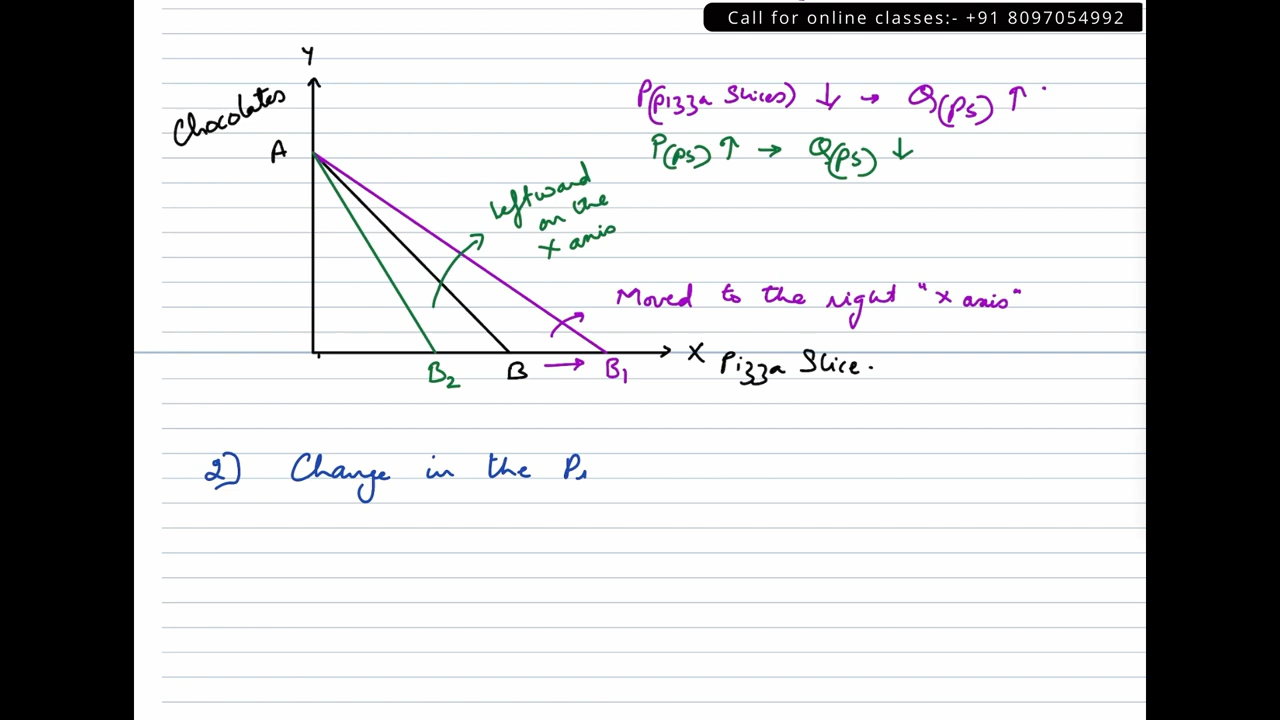 Call for online classes:- +91 8097054992
Y
Chocolates
P(Pizza Slices) ↓ → Q(PS) ↑
A
P(PS) ↑ → Q(PS) ↓
Leftward
on the
X axis
Moved to the right "X axis"
X Pizza Slice.
B2 B → B1
2) Change in the P